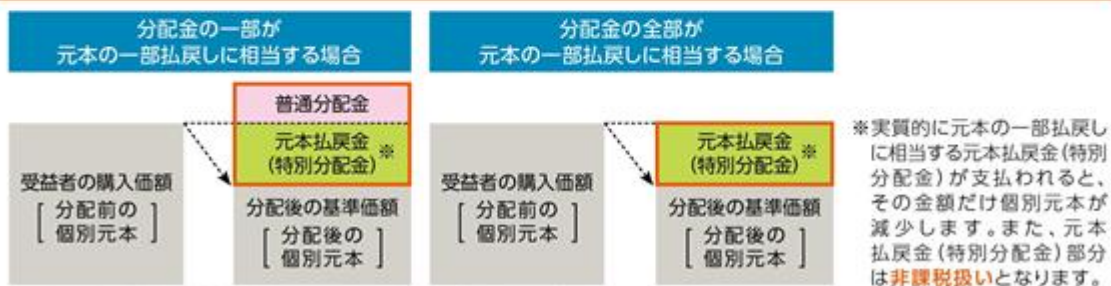 分配金の一部が
元本の一部払戻しに相当する場合
分配金の全部が
元本の一部払戻しに相当する場合
普通分配金
元本払戻金
(特別分配金)※
受益者の購入価額
[分配前の
個別元本]
分配後の基準価額
[分配後の
個別元本]
元本払戻金
(特別分配金)※
受益者の購入価額
[分配前の
個別元本]
分配後の基準価額
[分配後の
個別元本]
※実質的に元本の一部払戻し
に相当する元本払戻金(特別
分配金)が支払われると、
その金額だけ個別元本が
減少します。また、元本
払戻金(特別分配金)部分
は非課税扱いとなります。